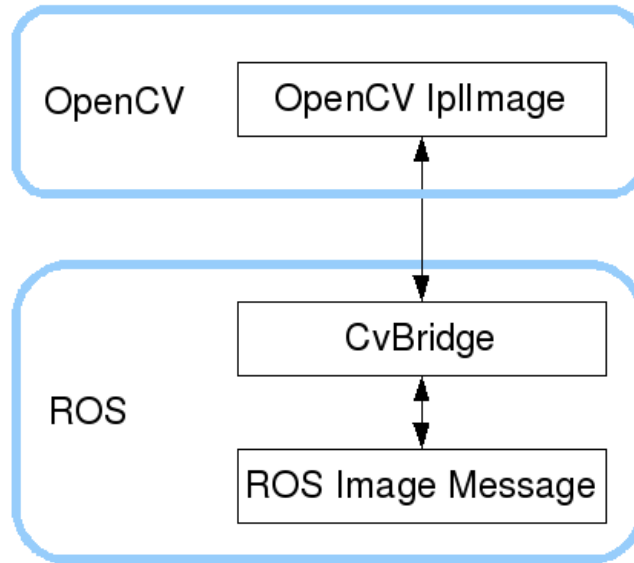 OpenCV
OpenCV IplImage
CvBridge
ROS
ROS Image Message